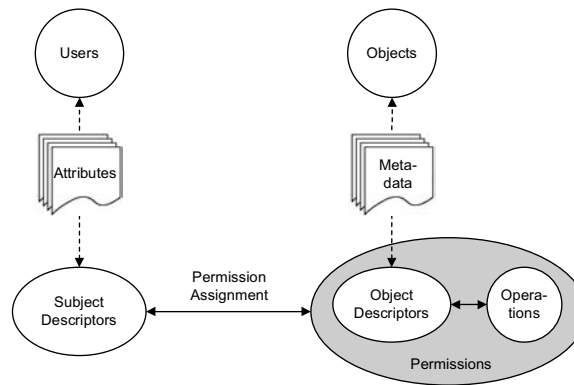 Users
Objects
Attributes
Meta-
data
Permission
Assignment
Subject
Descriptors
Object
Descriptors
Opera-
tions
Permissions